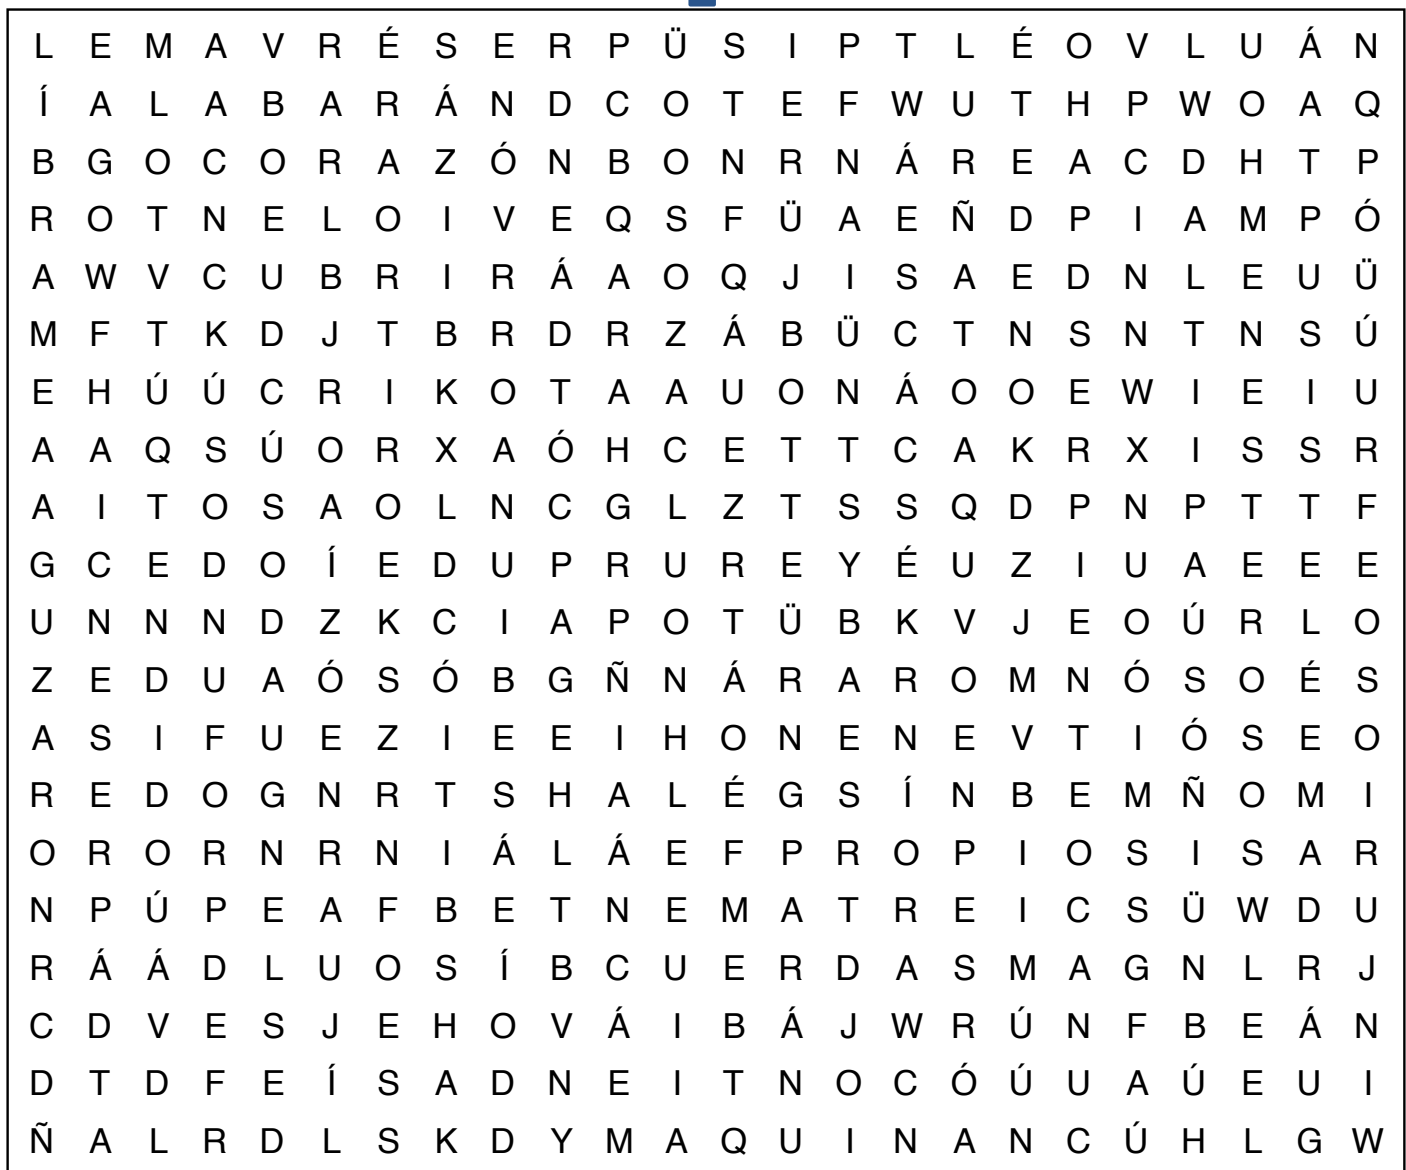 L E M A V R É S E R P Ü S I P T L É O V L U Á N
Í A L A B A R Á N D C O T E F W U T H P W O A Q
B G O C O R A Z Ó N B O N R N Á R E A C D H T P
R O T N E L O I V E Q S F Ü A E Ñ D P I A M P Ó
A W V C U B R I R Á A O Q J I S A E D N L E U Ü
M F T K D J T B R D R Z Á B Ü C T N S N T N S Ú
E H Ú Ú C R I K O T A A U O N Á O O E W I E I U
A A Q S Ú O R X A Ó H C E T T C A K R X I S S R
A I T O S A O L N C G L Z T S S Q D P N P T T F
G C E D O Í E D U P R U R E Y É U Z I U A E E E
U N N N D Z K C I A P O T Ü B K V J E O Ú R L O
Z E D U A Ó S Ó B G Ñ N Á R A R O M N Ó S O É S
A S I F U E Z I E E I H O N E N E V T I Ó S E O
R E D O G N R T S H A L É G S Í N B E M Ñ O M I
O R O R N R N I Á L Á E F P R O P I O S I S A R
N P Ú P E A F B E T N E M A T R E I C S Ü W D U
R Á Á D L U O S Í B C U E R D A S M A G N L R J
C D V E S J E H O V Á I B Á J W R Ú N F B E Á N
D T D F E Í S A D N E I T N O C Ó Ú U A Ú E U I
Ñ A L R D L S K D Y M A Q U I N A N C Ú H L G W